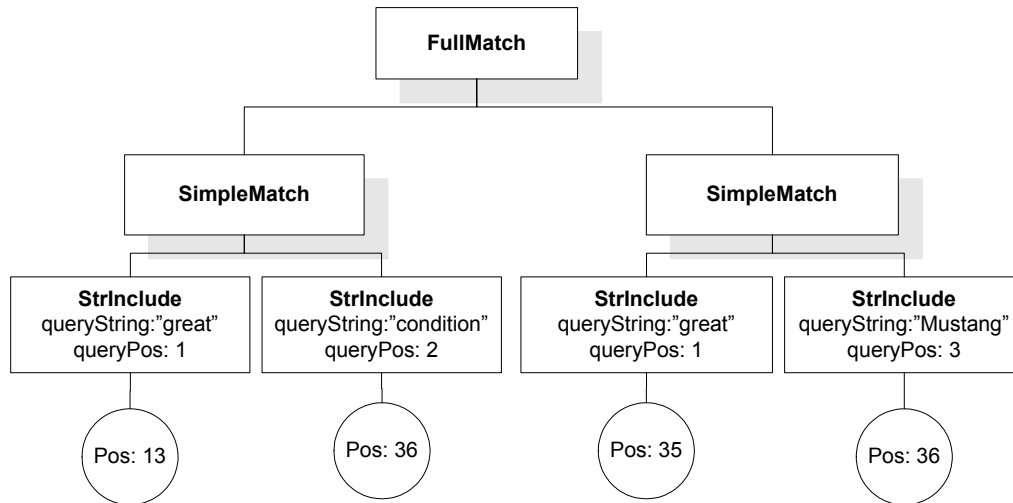 FullMatch
SimpleMatch
SimpleMatch
StrInclude
queryString:”great”
queryPos: 1
StrInclude
queryString:”condition”
queryPos: 2
StrInclude
queryString:”great”
queryPos: 1
StrInclude
queryString:”Mustang”
queryPos: 3
Pos: 13
Pos: 36
Pos: 35
Pos: 36